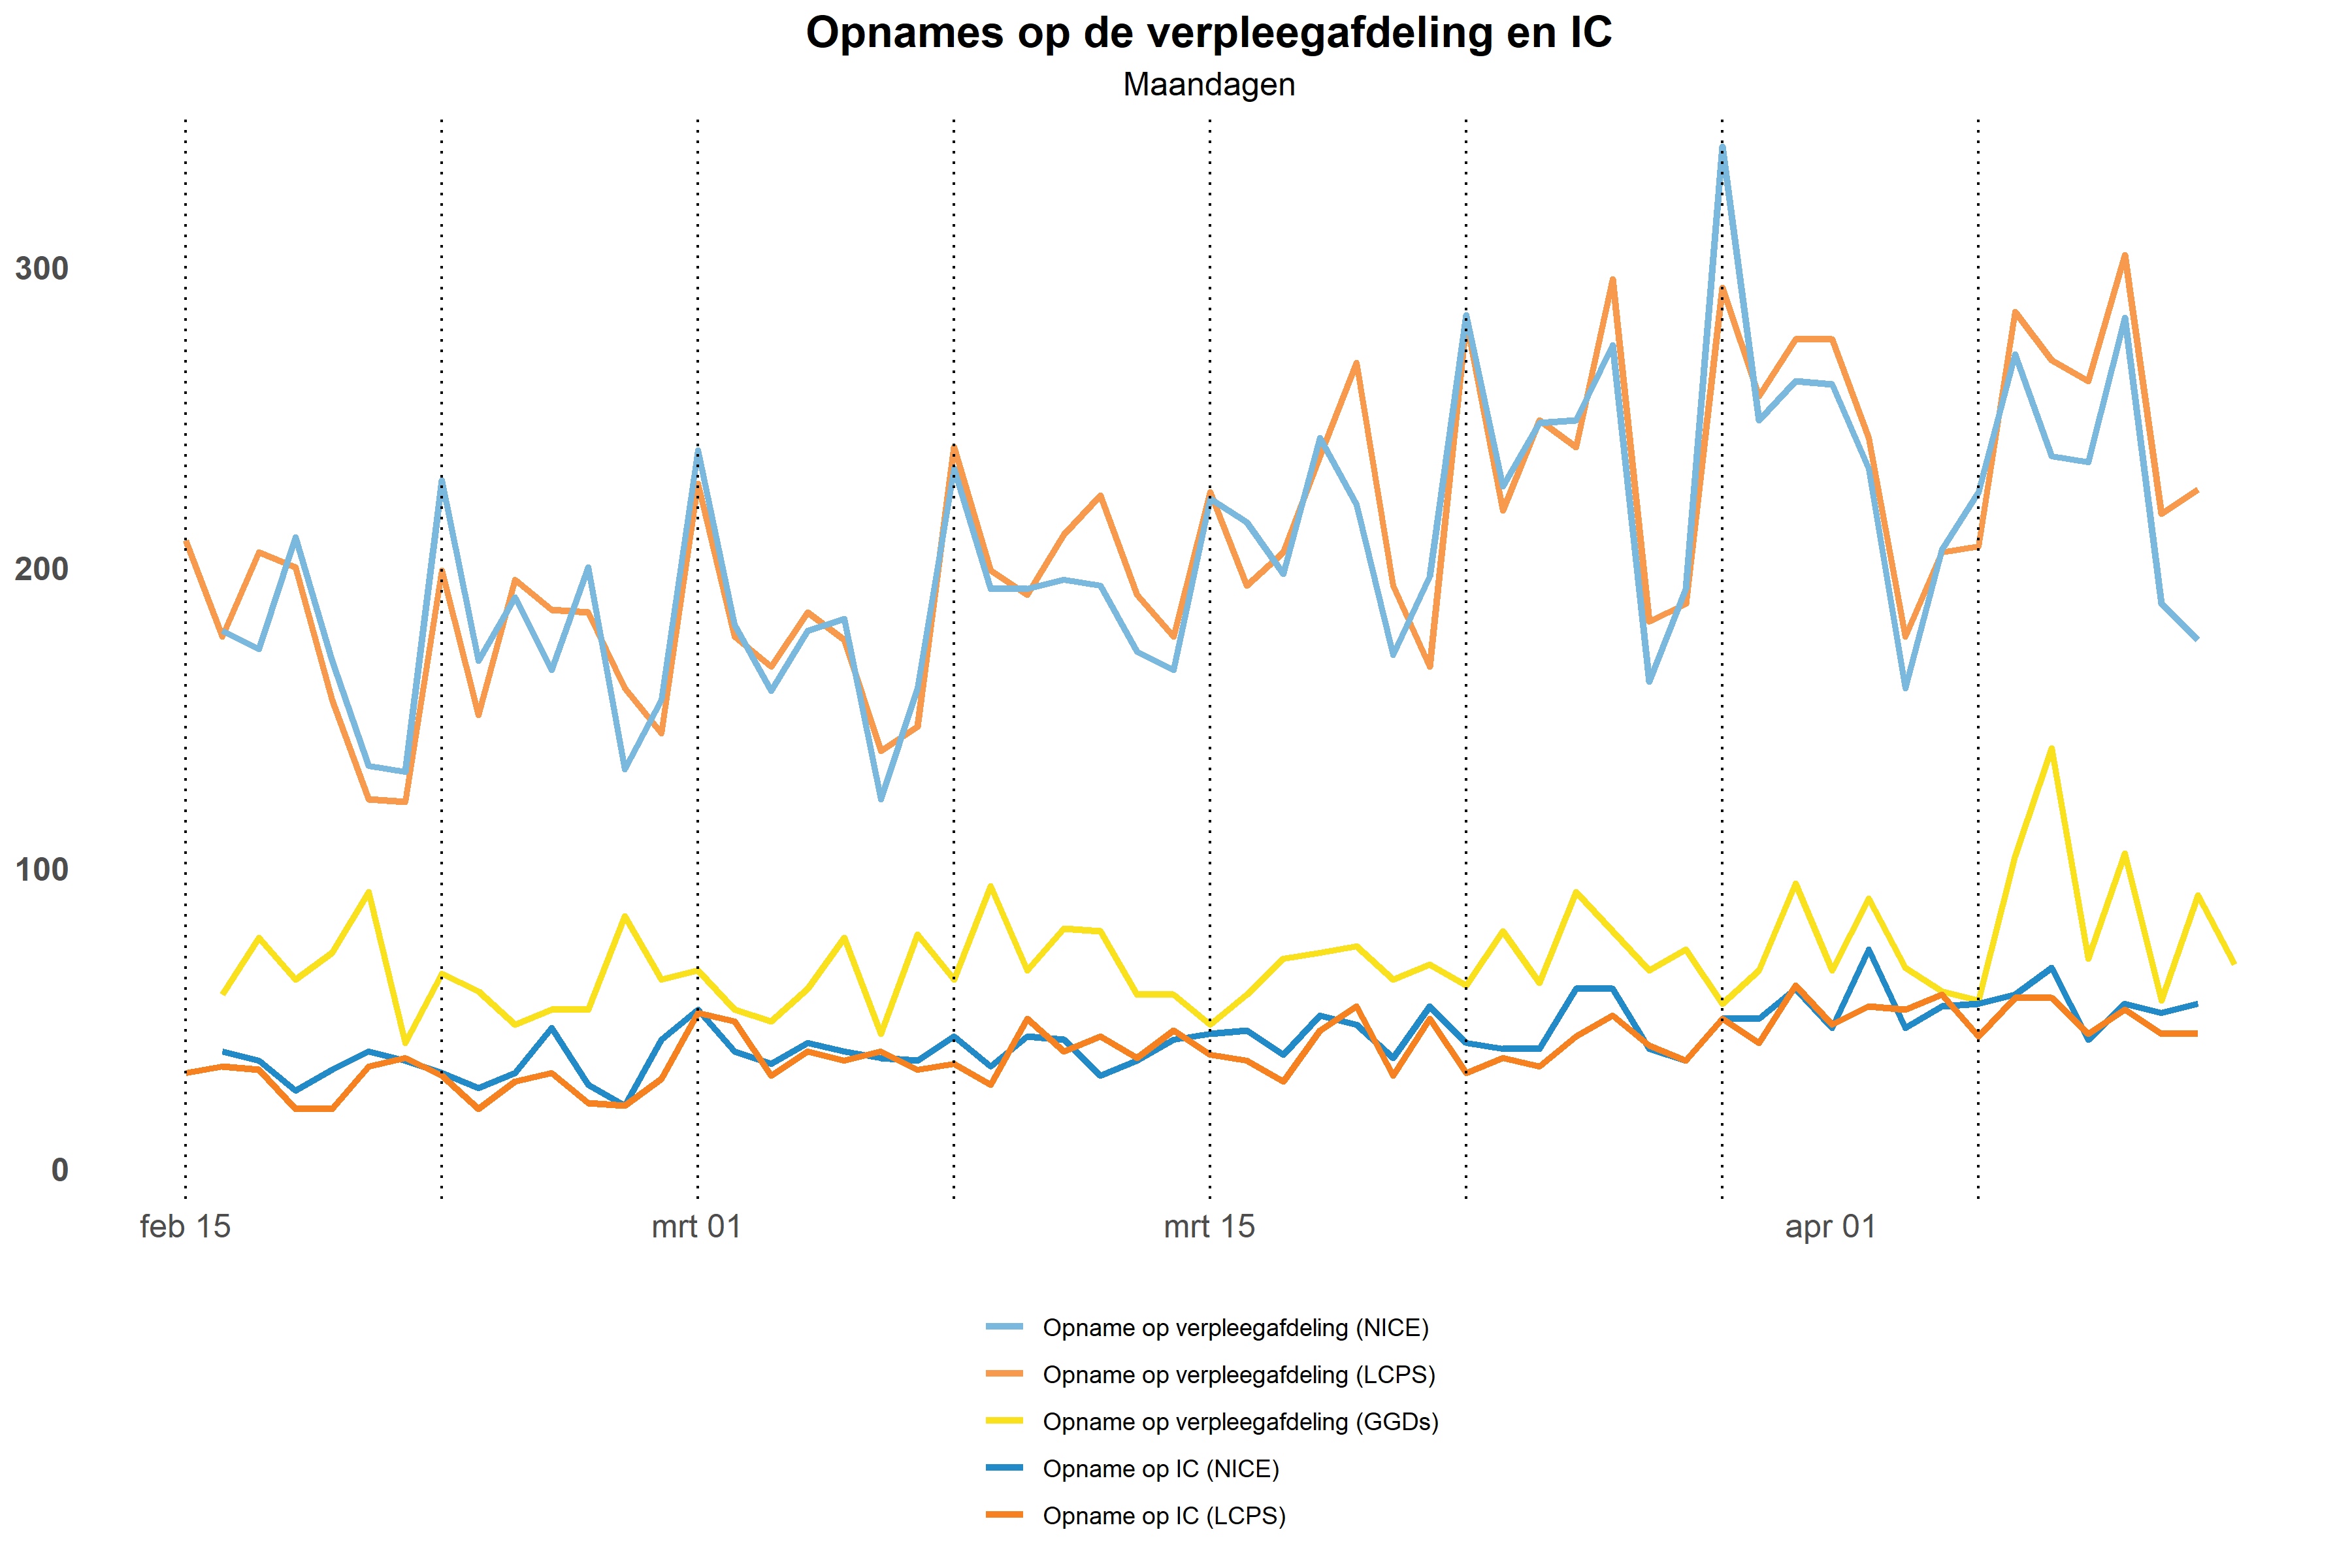 Opnames op de verpleegafdeling en IC
Maandagen
300
200
100
0
feb 15 mrt 01 mrt 15 apr 01
Opname op verpleegafdeling (NICE)
Opname op verpleegafdeling (LCPS)
Opname op verpleegafdeling (GGDs)
Opname op IC (NICE)
Opname op IC (LCPS)